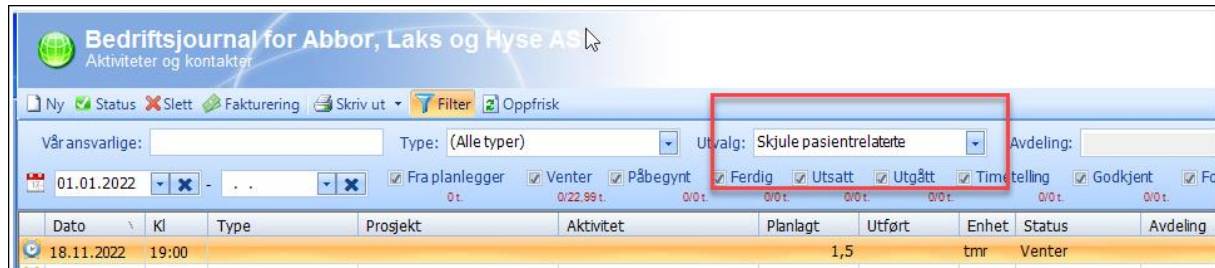 Bedriftsjournal for Abbor, Laks og Hyse AS
Aktiviteter og kontakter
Ny Status Slett Fakturering Skriv ut Filter Oppfrisk
Vår ansvarlige: Type: (Alle typer) Utvalg: Skjule pasientrelaterte Avdeling:
01.01.2022 - . . Fra planlegger Venter Påbegynt Ferdig Utsatt Utgått Timetelling Godkjent Fo
0 t. 0/22,99 t. 0/0 t. 0/0 t. 0/0 t. 0/0 t. 0/0 t. 0/0 t.
Dato Kl Type Prosjekt Aktivitet Planlagt Utført Enhet Status Avdeling
18.11.2022 19:00 1,5 tmr Venter